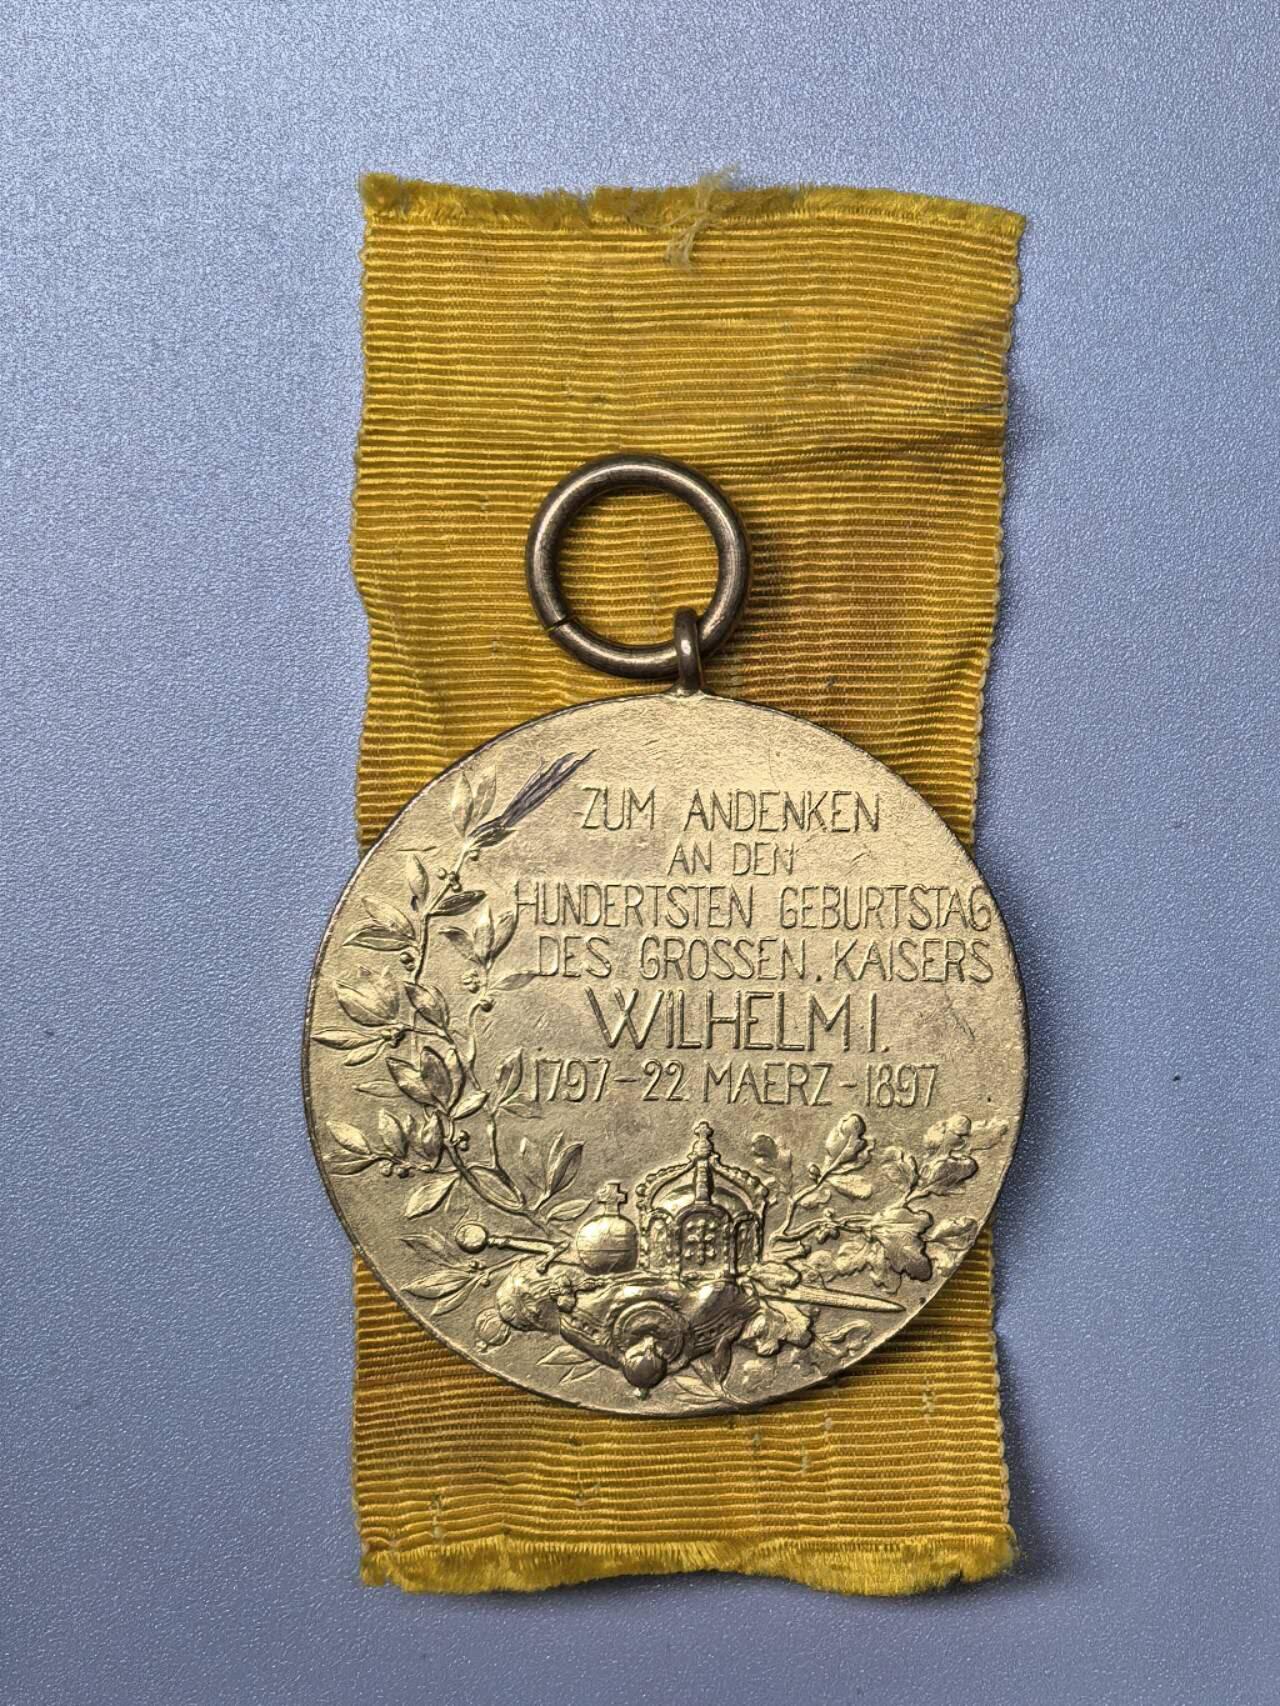 ZUM ANDENKEN
AN DEN
HUNDERTSTEN GEBURTSTAG
DES GROSSEN . KAISERS
WILHELM I.
1797-22 MAERZ-1897